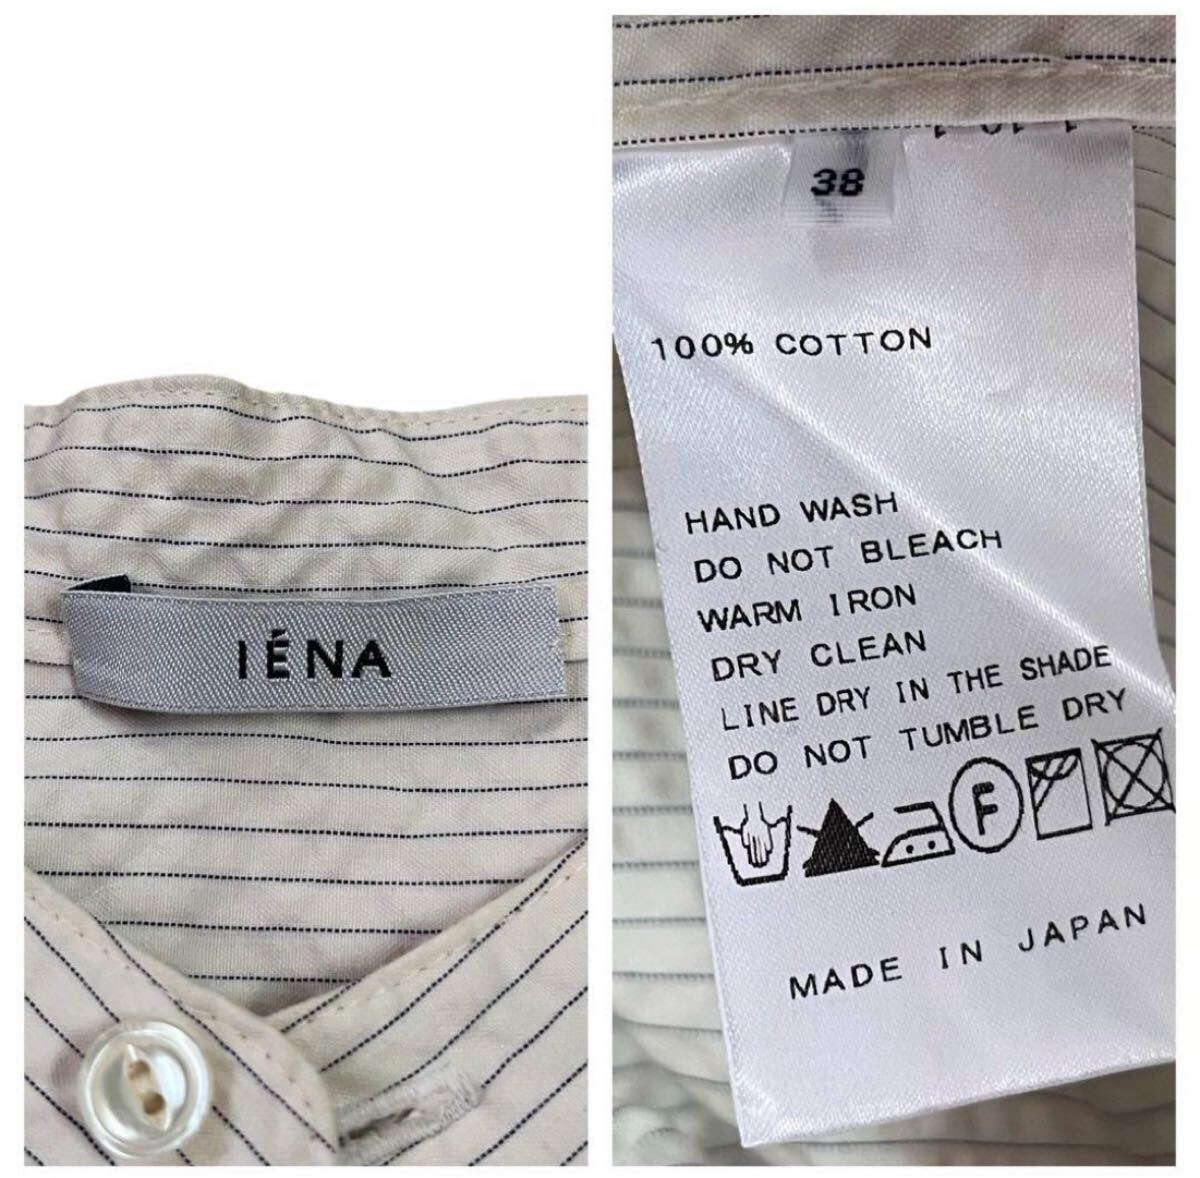 IÉNA
38
100% COTTON
HAND WASH
DO NOT BLEACH
WARM IRON
DRY CLEAN
LINE DRY IN THE SHADE
DO NOT TUMBLE DRY
F
MADE IN JAPAN